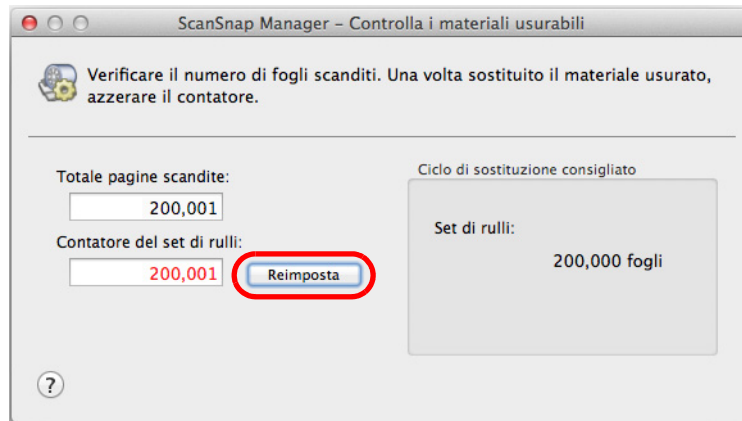 ScanSnap Manager – Controlla i materiali usurabili
Verificare il numero di fogli scanditi. Una volta sostituito il materiale usurato,
azzerare il contatore.
Totale pagine scandite:
200,001
Contatore del set di rulli:
200,001
Reimposta
Ciclo di sostituzione consigliato
Set di rulli:
200,000 fogli
?